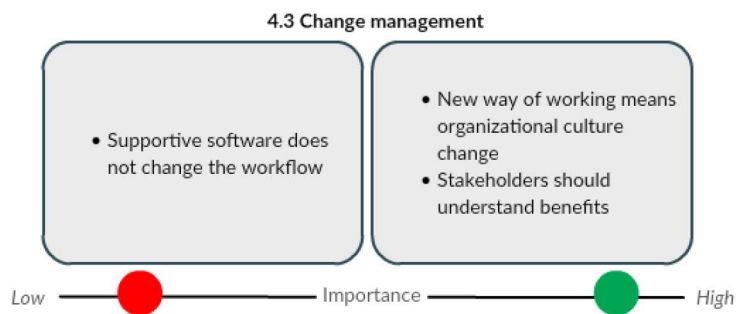 4.3 Change management
• Supportive software does
not change the workflow
• New way of working means
organizational culture
change
• Stakeholders should
understand benefits
Low Importance High